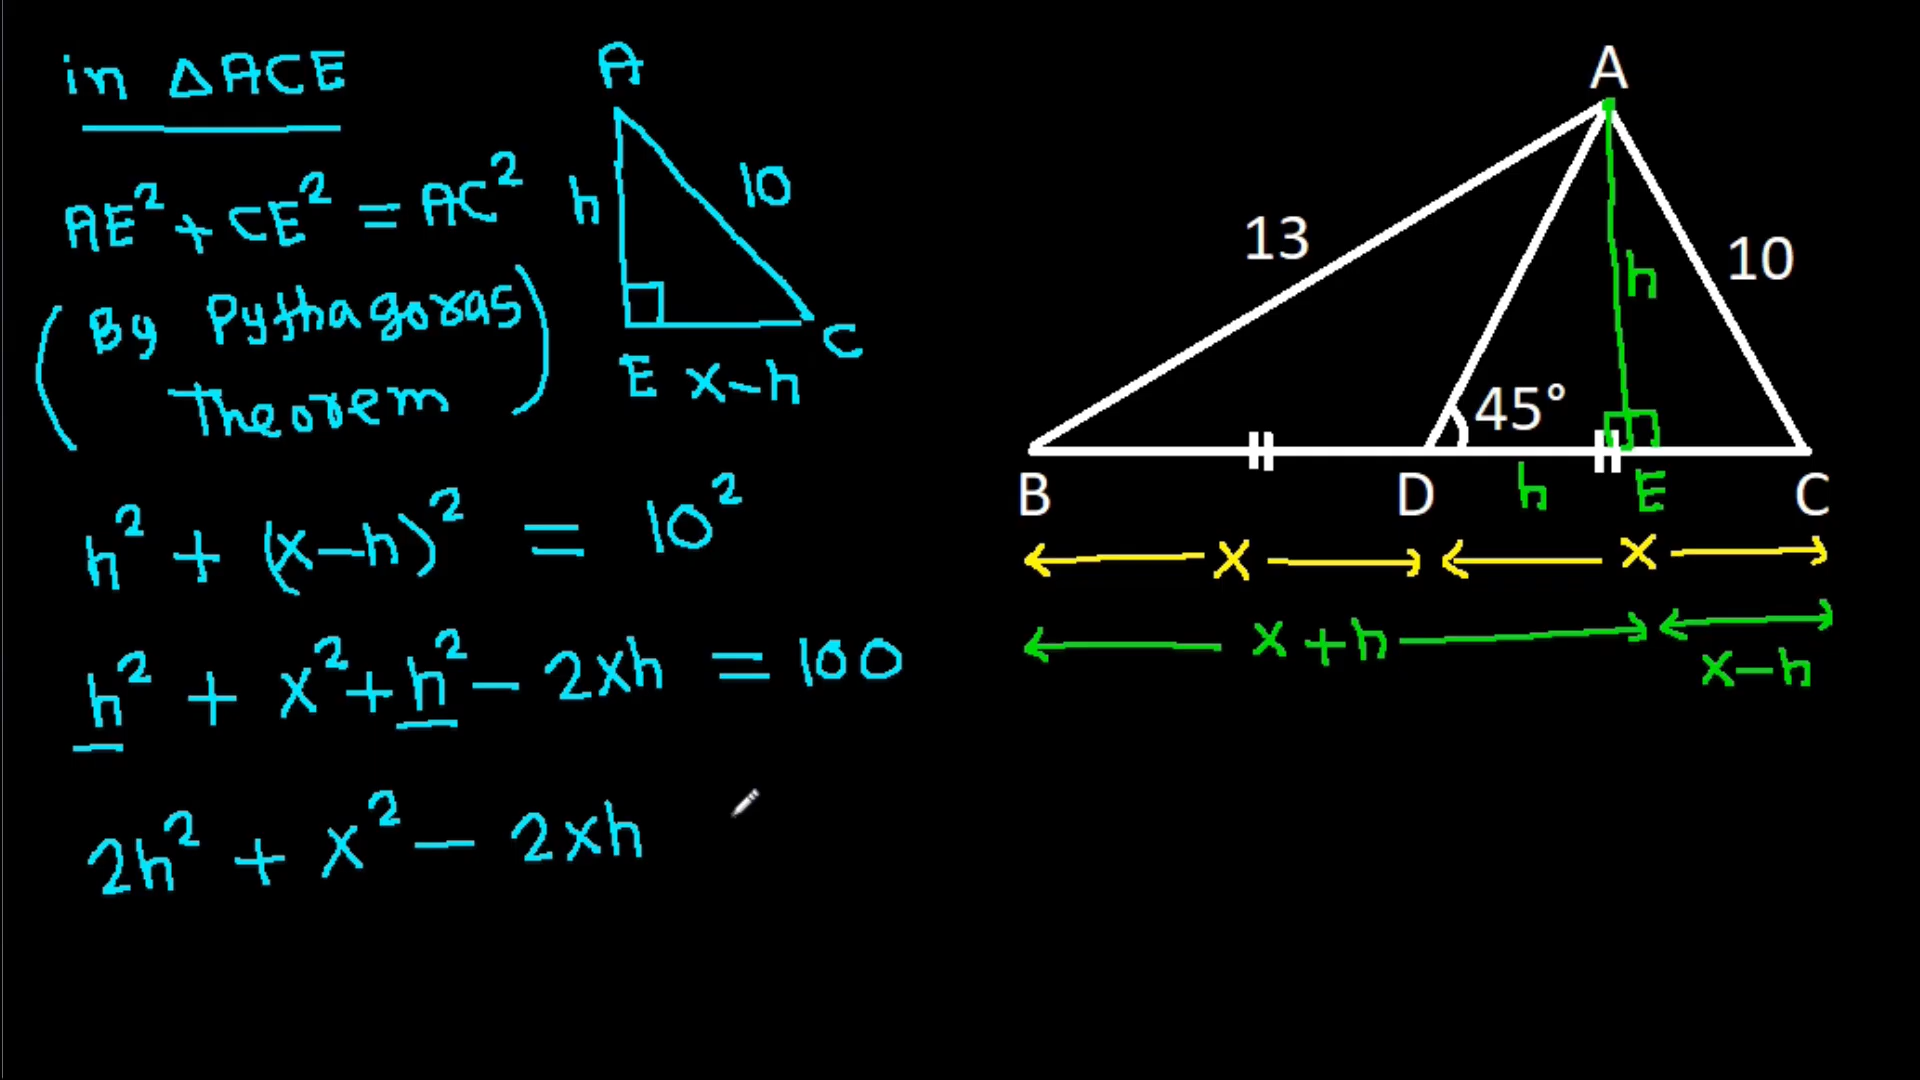 in △ACE
AE² + CE² = AC²
(By Pythagoras
Theorem)
A
h
10
E
x-h
C
h² + (x-h)² = 10²
h² + x² + h² - 2xh = 100
2h² + x² - 2xh
A
13
h
10
45°
B
D
h
E
C
x
x
x+h
x-h